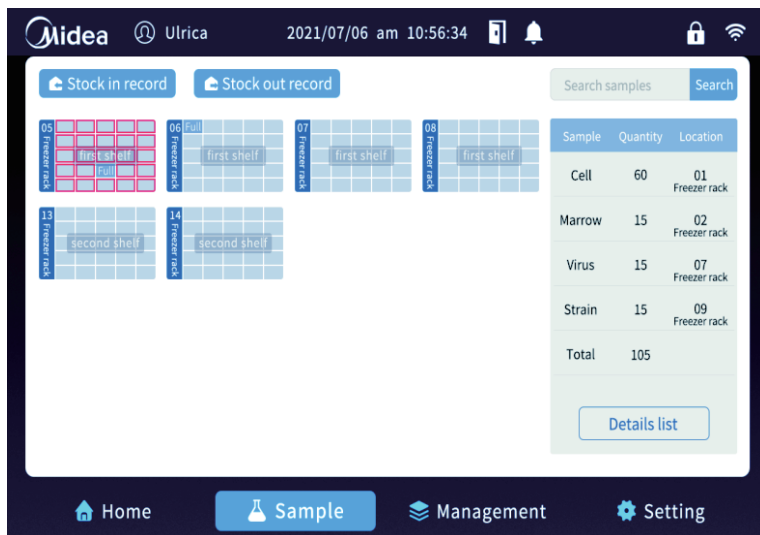 Midea Ulrica 2021/07/06 am 10:56:34
Stock in record Stock out record Search samples Search
05 Freezer rack first shelf Full
06 Freezer rack Full first shelf
07 Freezer rack first shelf
08 Freezer rack first shelf
13 Freezer rack second shelf
14 Freezer rack second shelf
Sample Quantity Location
Cell 60 01
Freezer rack
Marrow 15 02
Freezer rack
Virus 15 07
Freezer rack
Strain 15 09
Freezer rack
Total 105
Details list
Home Sample Management Setting